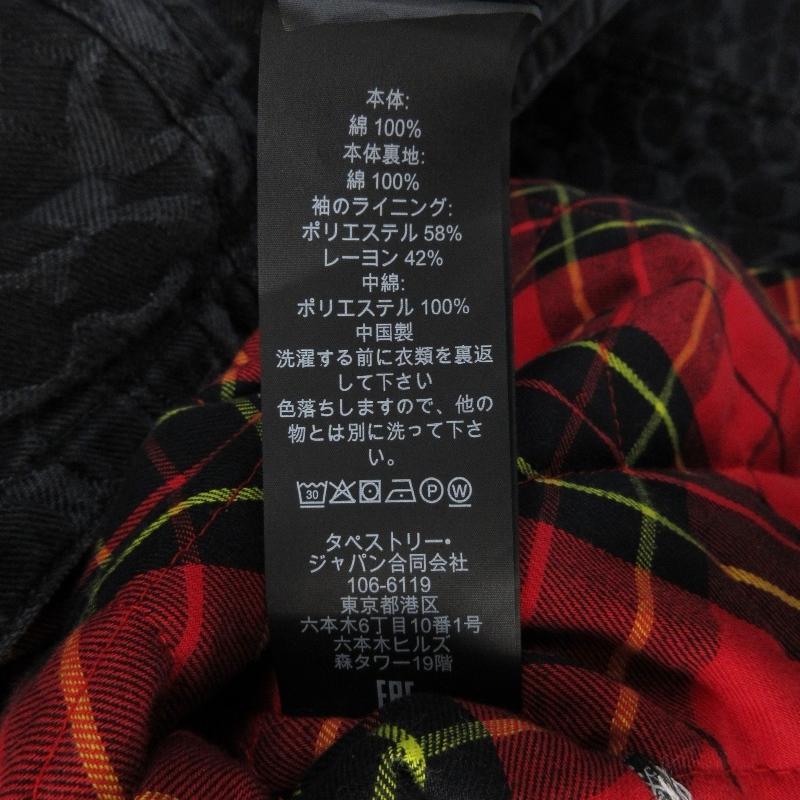 本体:
綿 100%
本体裏地:
綿 100%
袖のライニング:
ポリエステル 58%
レーヨン 42%
中綿:
ポリエステル 100%
中国製
洗濯する前に衣類を裏返
して下さい
色落ちしますので、他の
物とは別に洗って下さ
い。
30 P W
タペストリー•
ジャパン合同会社
106-6119
東京都港区
六本木6丁目10番1号
六本木ヒルズ
森タワー19階